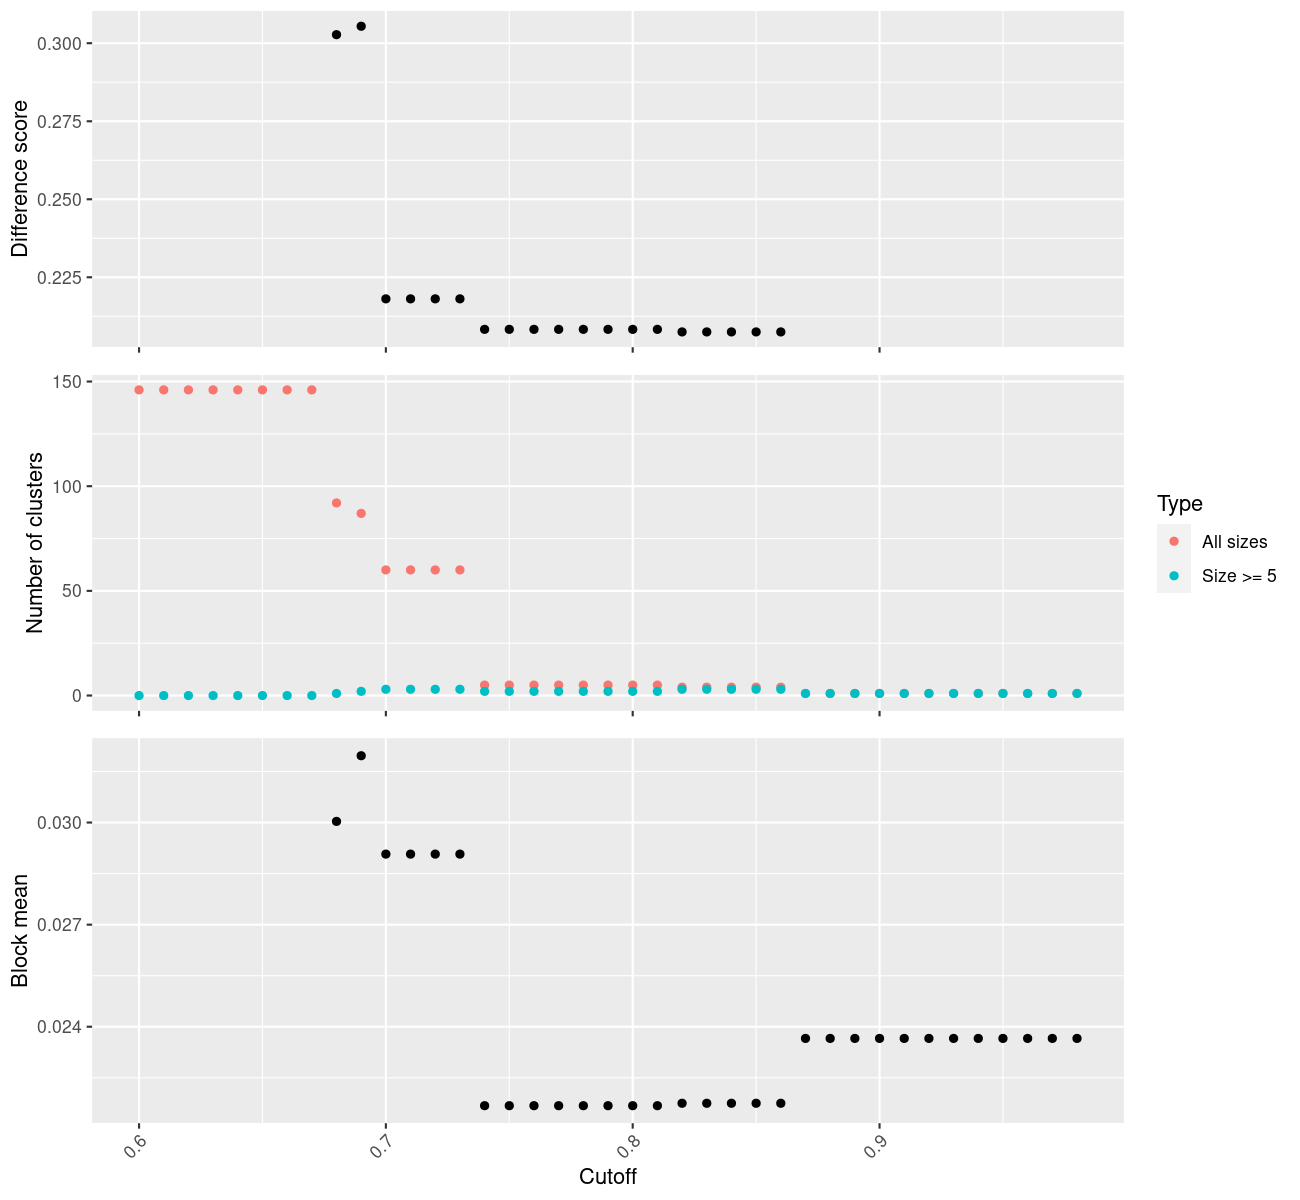 0.300
0.275
0.250
0.225
Difference score
150
100
50
0
Number of clusters
Type
All sizes
Size >= 5
0.030
0.027
0.024
Block mean
0.6
0.7
0.8
0.9
Cutoff